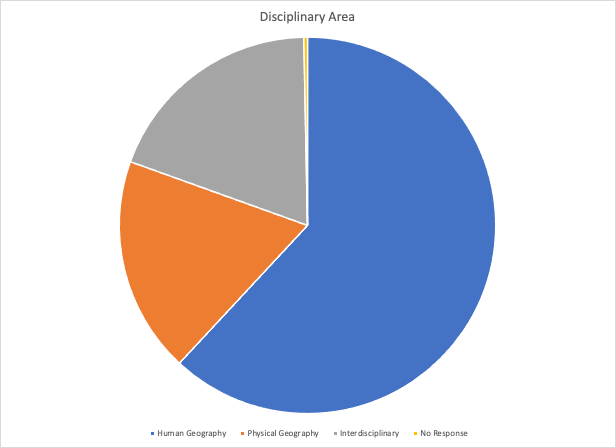 Disciplinary Area
Human Geography Physical Geography Interdisciplinary No Response